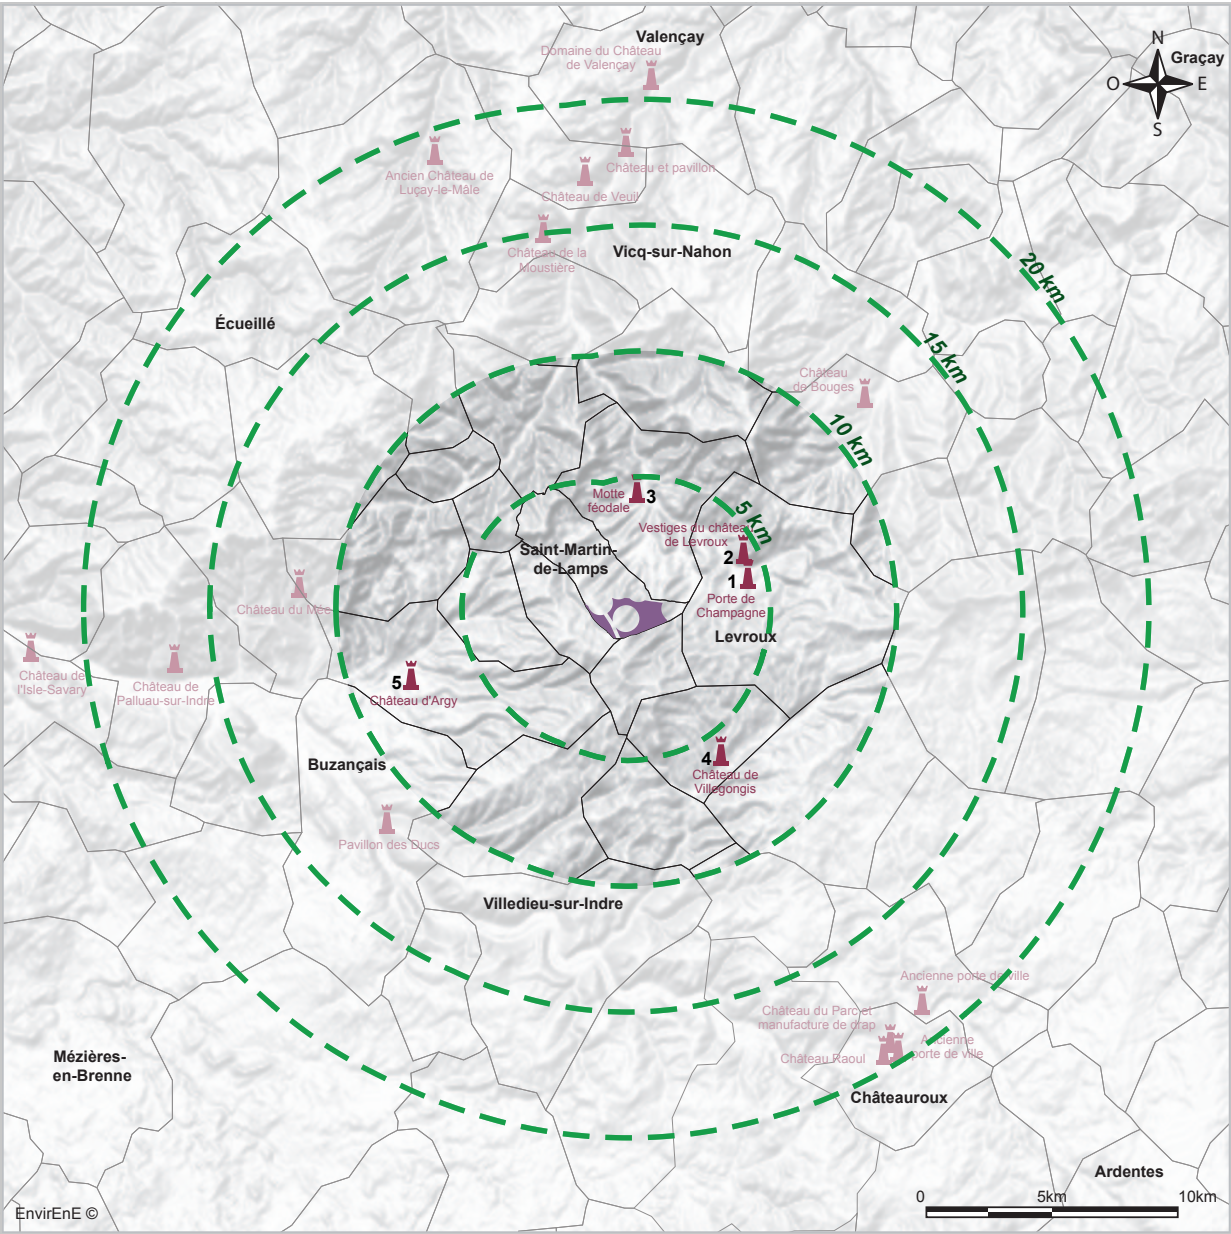 Valençay
Domaine du Château
de Valençay
N
Graçay
O
E
S
Château et pavillon
Ancien Château de
Luçay-le-Mâle
Château de Veuil
Vicq-sur-Nahon
Château de la
Moustière
20 km
Écueillé
15 km
Château
de Bouges
10 km
Motte
féodale
3
5 km
Vestiges du château
de Levroux
Saint-Martin-
de-Lamps
2
1
Porte de
Champagne
Château du Mée
Levroux
Château de
l'Isle-Savary
Château de
Palluau-sur-Indre
5
Château d'Argy
Buzançais
4
Château de
Villegongis
Pavillon des Ducs
Villedieu-sur-Indre
Ancienne porte de ville
Château du Parc et
manufacture de drap
Ancienne
porte de ville
Château Raoul
Mézières-
en-Brenne
Châteauroux
Ardentes
0
5km
10km
EnvirEnE ©